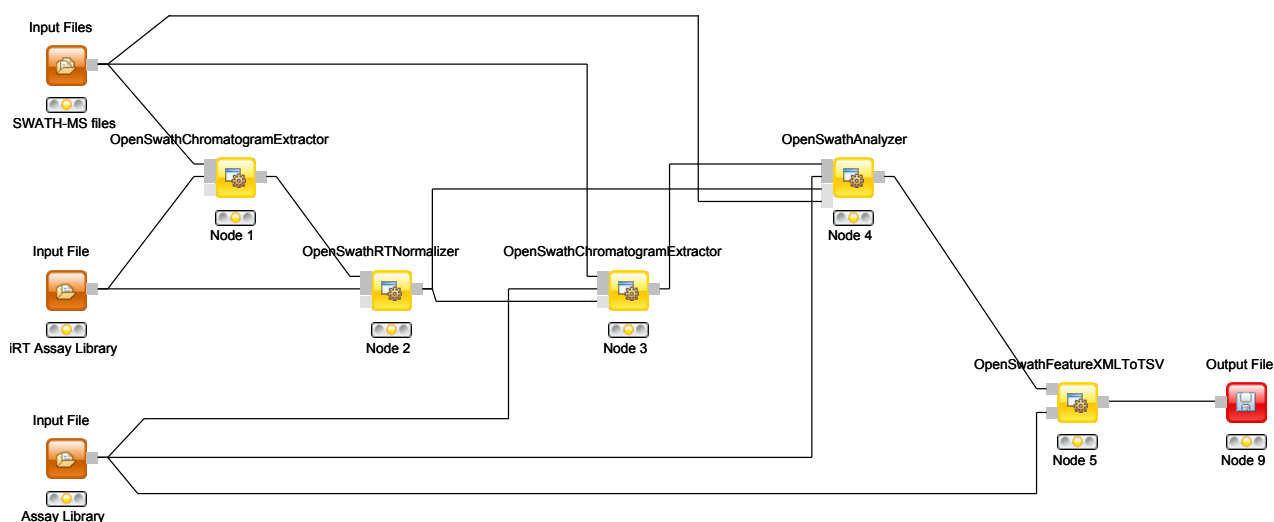 Input Files
SWATH-MS files
OpenSwathChromatogramExtractor
Node 1
OpenSwathAnalyzer
Node 4
Input File
iRT Assay Library
OpenSwathRTNormalizer
Node 2
OpenSwathChromatogramExtractor
Node 3
OpenSwathFeatureXMLToTSV
Node 5
Output File
Node 9
Input File
Assay Library